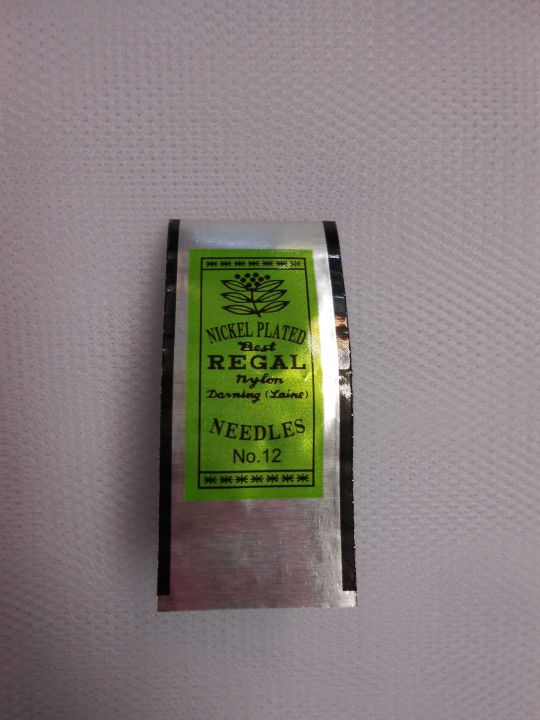 NICKEL PLATED
Best
REGAL
Nylon
Darning (Laine)
NEEDLES
No.12